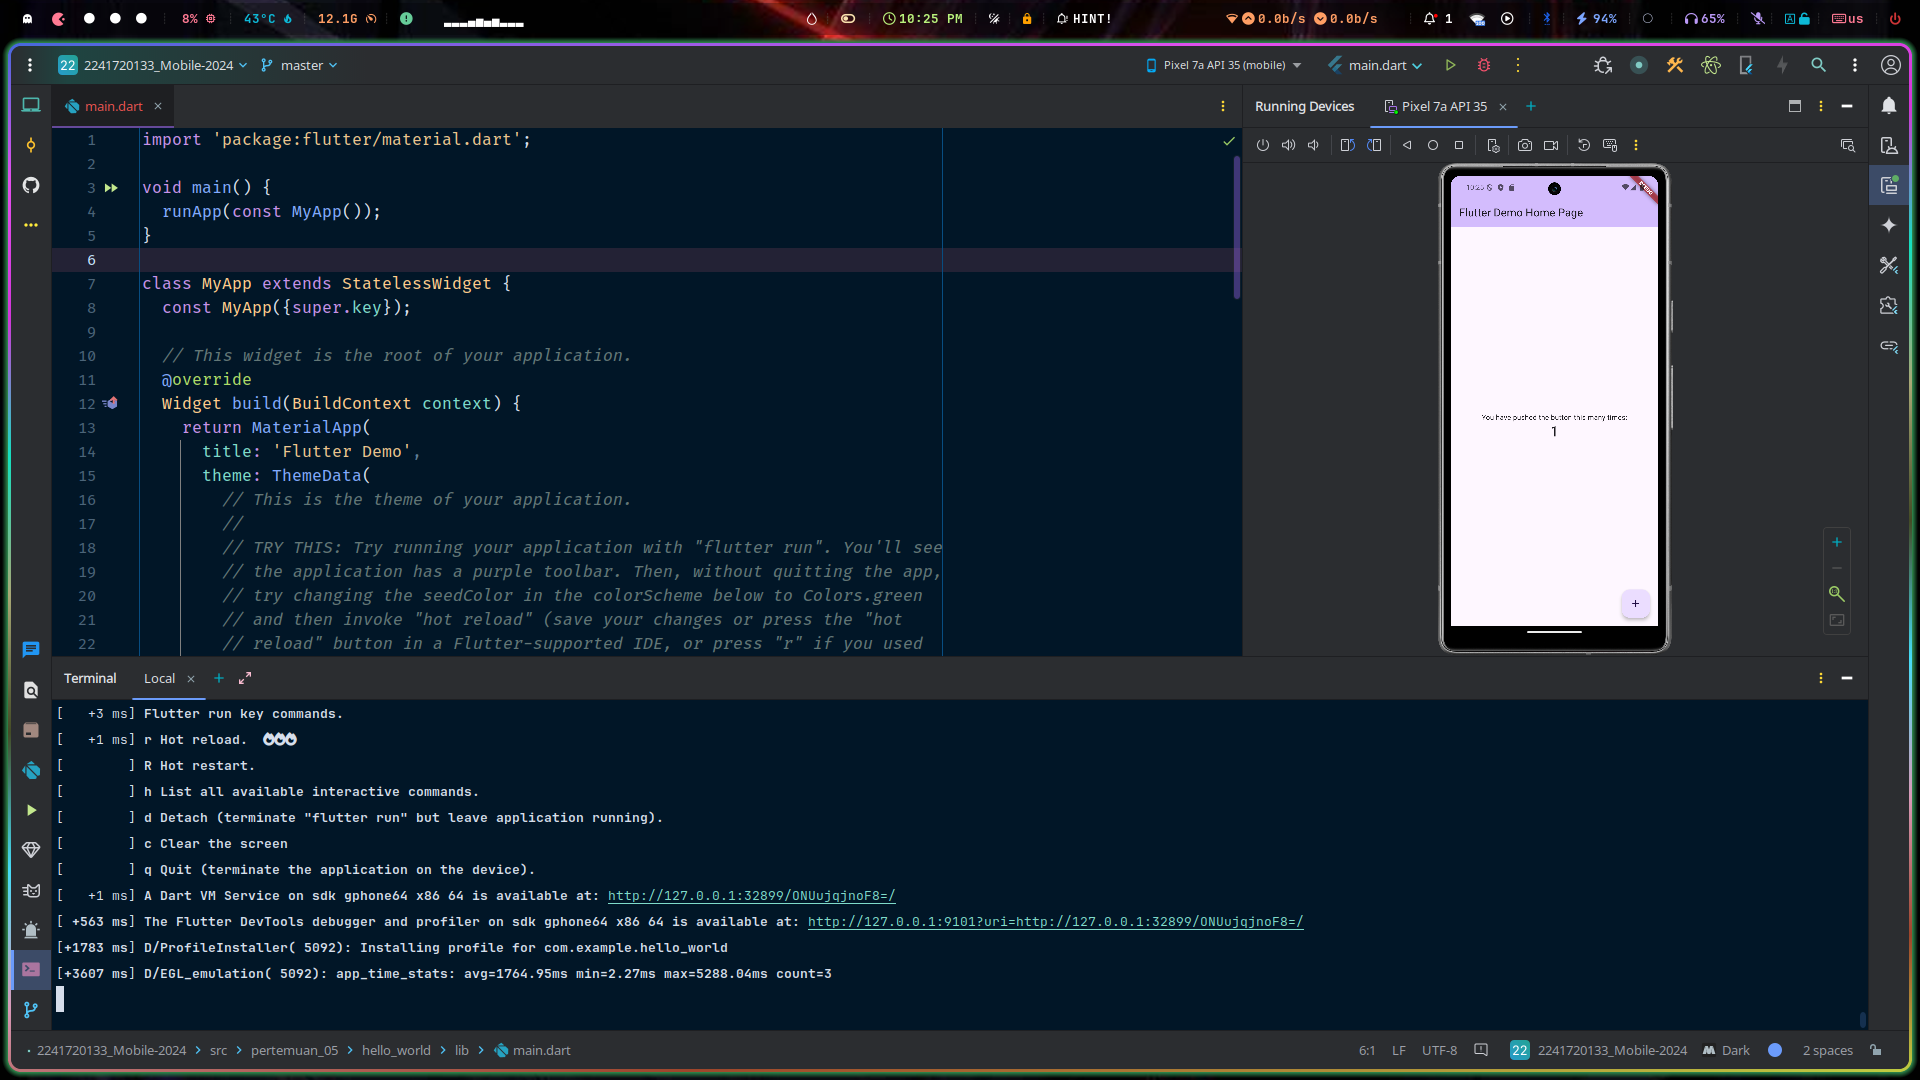 8%
43°C
12.1G
10:25 PM
HINT!
0.0b/s
0.0b/s
1
94%
65%
us
22
2241720133_Mobile-2024
master
Pixel 7a API 35 (mobile)
main.dart
main.dart
Running Devices
Pixel 7a API 35
1 import 'package:flutter/material.dart';
2
3 void main() {
4 runApp(const MyApp());
5 }
6
7 class MyApp extends StatelessWidget {
8 const MyApp({super.key});
9
10 // This widget is the root of your application.
11 @override
12 Widget build(BuildContext context) {
13 return MaterialApp(
14 title: 'Flutter Demo',
15 theme: ThemeData(
16 // This is the theme of your application.
17 //
18 // TRY THIS: Try running your application with "flutter run". You'll see
19 // the application has a purple toolbar. Then, without quitting the app,
20 // try changing the seedColor in the colorScheme below to Colors.green
21 // and then invoke "hot reload" (save your changes or press the "hot
22 // reload" button in a Flutter-supported IDE, or press "r" if you used
10:25
Flutter Demo Home Page
You have pushed the button this many times:
1
Terminal
Local
[   +3 ms] Flutter run key commands.
[   +1 ms] r Hot reload. 🔥🔥🔥
[        ] R Hot restart.
[        ] h List all available interactive commands.
[        ] d Detach (terminate "flutter run" but leave application running).
[        ] c Clear the screen
[        ] q Quit (terminate the application on the device).
[   +1 ms] A Dart VM Service on sdk gphone64 x86 64 is available at: http://127.0.0.1:32899/ONUujqjnoF8=/
[ +563 ms] The Flutter DevTools debugger and profiler on sdk gphone64 x86 64 is available at: http://127.0.0.1:9101?uri=http://127.0.0.1:32899/ONUujqjnoF8=/
[+1783 ms] D/ProfileInstaller( 5092): Installing profile for com.example.hello_world
[+3607 ms] D/EGL_emulation( 5092): app_time_stats: avg=1764.95ms min=2.27ms max=5288.04ms count=3
2241720133_Mobile-2024 > src > pertemuan_05 > hello_world > lib > main.dart
6:1
LF
UTF-8
22
2241720133_Mobile-2024
Dark
2 spaces